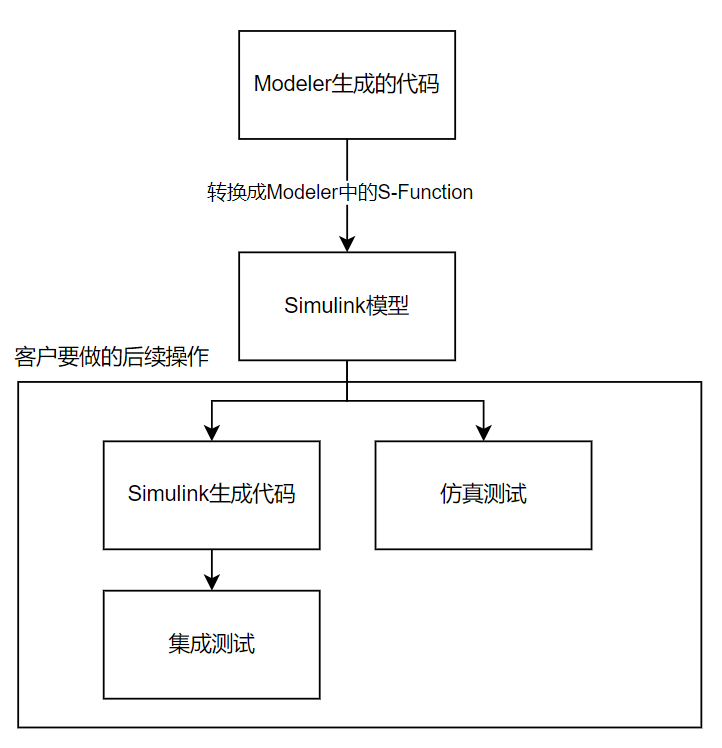 Modeler生成的代码
转换成Modeler中的S-Function
Simulink模型
客户要做的后续操作
Simulink生成代码
仿真测试
集成测试